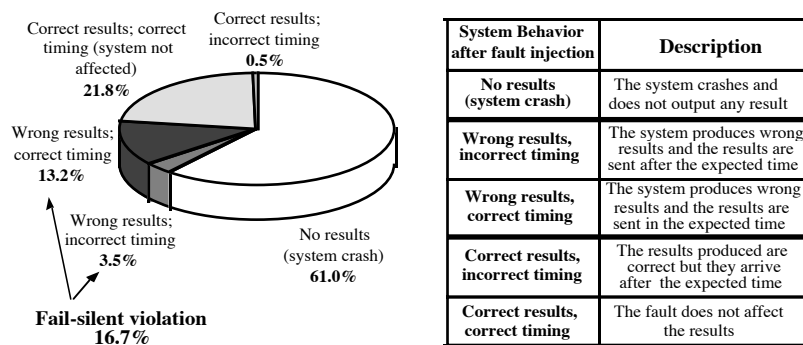 Correct results; correct
timing (system not
affected)
21.8%
Correct results;
incorrect timing
0.5%
Wrong results;
correct timing
13.2%
Wrong results;
incorrect timing
3.5%
No results
(system crash)
61.0%
Fail-silent violation
16.7%
System Behavior
after fault injection
Description
No results
(system crash)
The system crashes and
does not output any result
Wrong results,
incorrect timing
The system produces wrong
results and the results are
sent after the expected time
Wrong results,
correct timing
The system produces wrong
results and the results are
sent in the expected time
Correct results,
incorrect timing
The results produced are
correct but they arrive
after the expected time
Correct results,
correct timing
The fault does not affect
the results